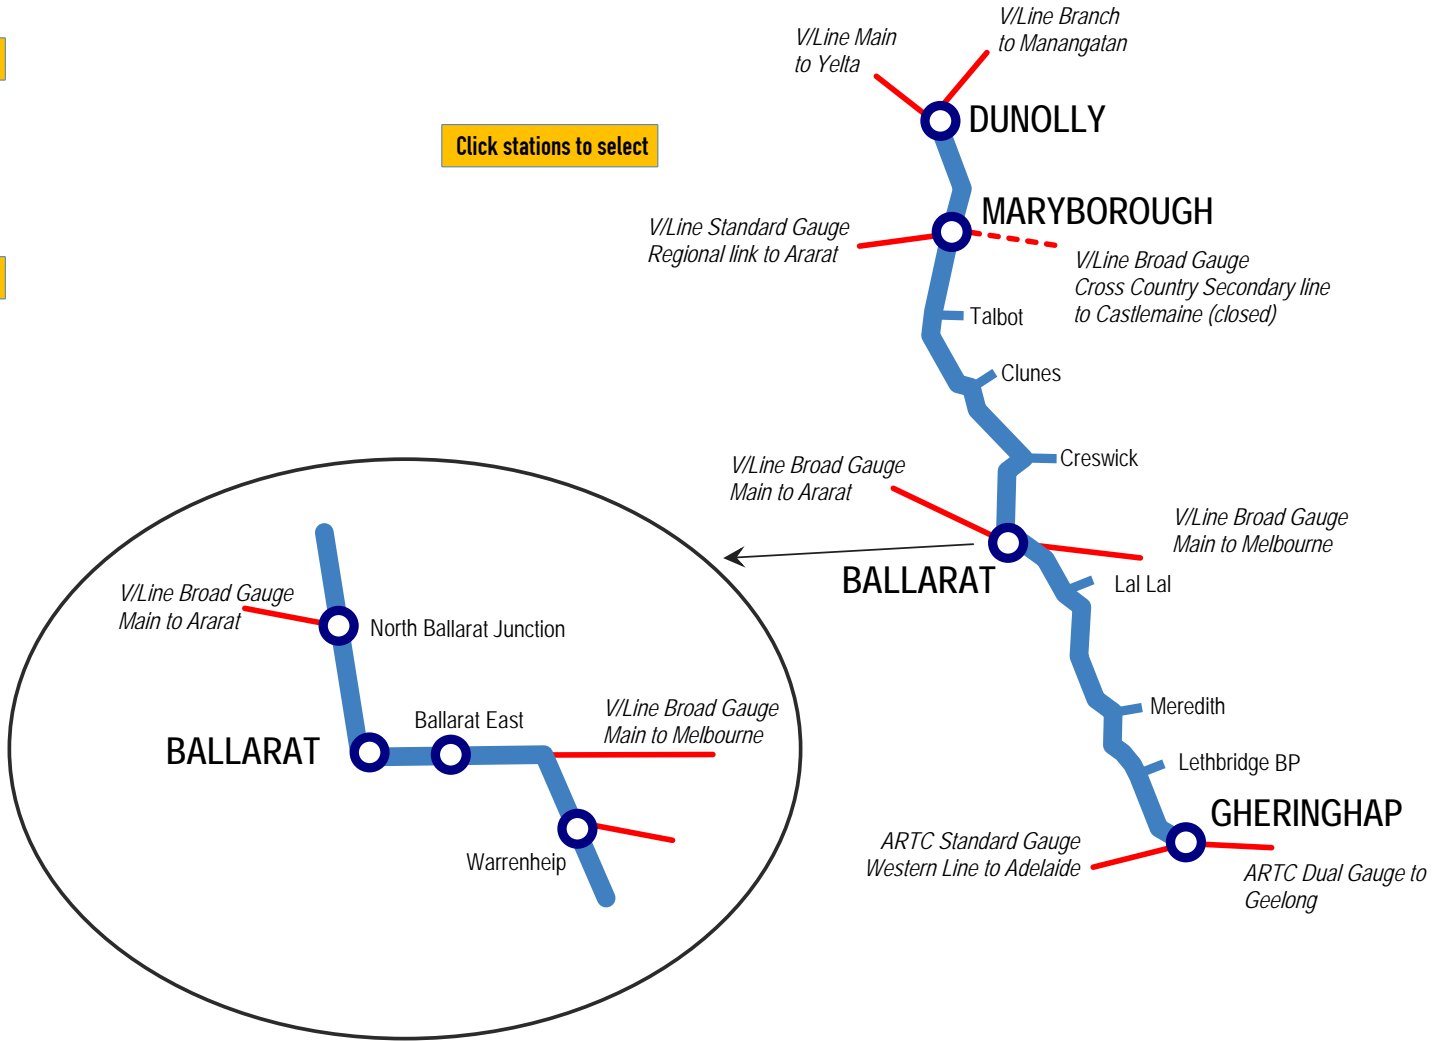 V/Line Branch
to Manangatan
V/Line Main
to Yelta
DUNOLLY
Click stations to select
MARYBOROUGH
V/Line Standard Gauge
Regional link to Ararat
V/Line Broad Gauge
Cross Country Secondary line
to Castlemaine (closed)
Talbot
Clunes
Creswick
V/Line Broad Gauge
Main to Ararat
V/Line Broad Gauge
Main to Melbourne
BALLARAT
Lal Lal
Meredith
Lethbridge BP
GHERINGHAP
ARTC Standard Gauge
Western Line to Adelaide
ARTC Dual Gauge to
Geelong
V/Line Broad Gauge
Main to Ararat
North Ballarat Junction
Ballarat East
V/Line Broad Gauge
Main to Melbourne
BALLARAT
Warrenheip